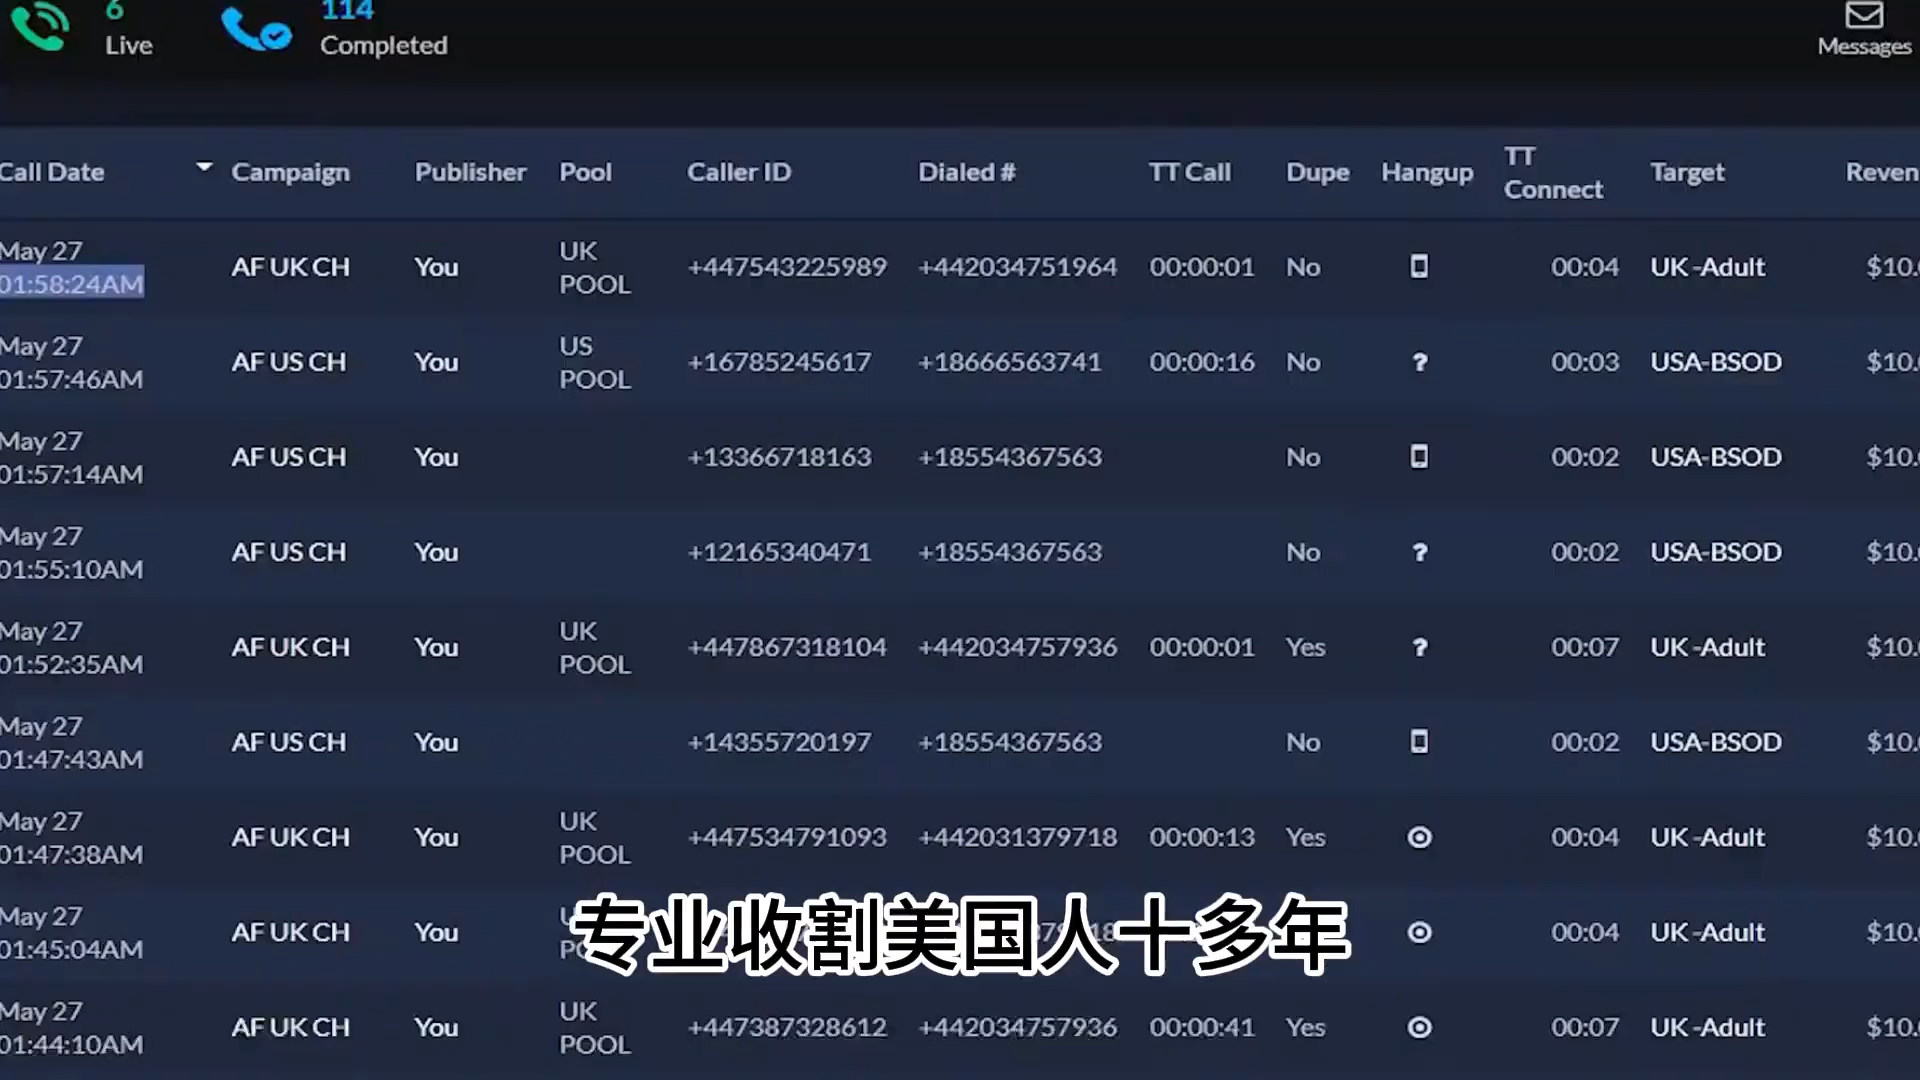 6
Live
114
Completed
Messages
Call Date
Campaign
Publisher
Pool
Caller ID
Dialed #
TT Call
Dupe
Hangup
TT
Connect
Target
Reven
May 27
01:58:24AM
AF UK CH
You
UK
POOL
+447543225989
+442034751964
00:00:01
No
00:04
UK -Adult
$10.
May 27
01:57:46AM
AF US CH
You
US
POOL
+16785245617
+18666563741
00:00:16
No
?
00:03
USA-BSOD
$10.
May 27
01:57:14AM
AF US CH
You
+13366718163
+18554367563
No
00:02
USA-BSOD
$10.
May 27
01:55:10AM
AF US CH
You
+12165340471
+18554367563
No
?
00:02
USA-BSOD
$10.
May 27
01:52:35AM
AF UK CH
You
UK
POOL
+447867318104
+442034757936
00:00:01
Yes
?
00:07
UK -Adult
$10.
May 27
01:47:43AM
AF US CH
You
+14355720197
+18554367563
No
00:02
USA-BSOD
$10.
May 27
01:47:38AM
AF UK CH
You
UK
POOL
+447534791093
+442031379718
00:00:13
Yes
00:04
UK -Adult
$10.
May 27
01:45:04AM
AF UK CH
You
00:04
UK -Adult
$10.
专业收割美国人十多年
May 27
01:44:10AM
AF UK CH
You
UK
POOL
+447387328612
+442034757936
00:00:41
Yes
00:07
UK -Adult
$10.